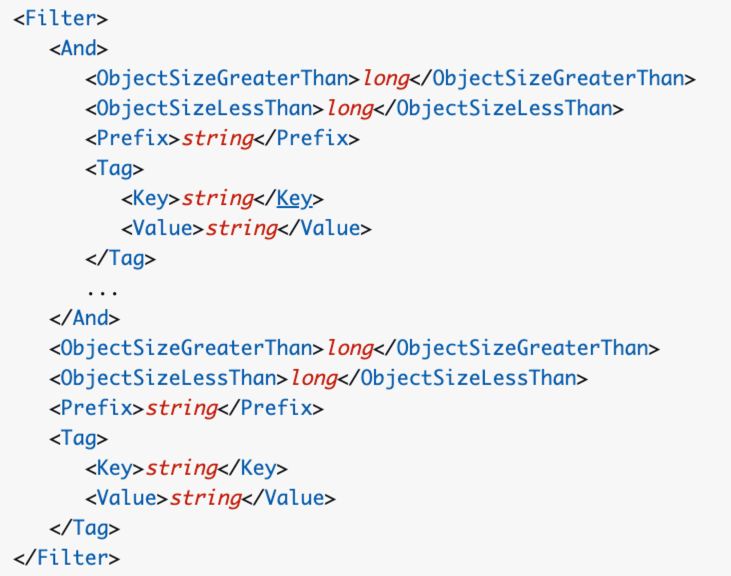 <Filter>
<And>
<ObjectSizeGreaterThan>long</ObjectSizeGreaterThan>
<ObjectSizeLessThan>long</ObjectSizeLessThan>
<Prefix>string</Prefix>
<Tag>
<Key>string</Key>
<Value>string</Value>
</Tag>
...
</And>
<ObjectSizeGreaterThan>long</ObjectSizeGreaterThan>
<ObjectSizeLessThan>long</ObjectSizeLessThan>
<Prefix>string</Prefix>
<Tag>
<Key>string</Key>
<Value>string</Value>
</Tag>
</Filter>